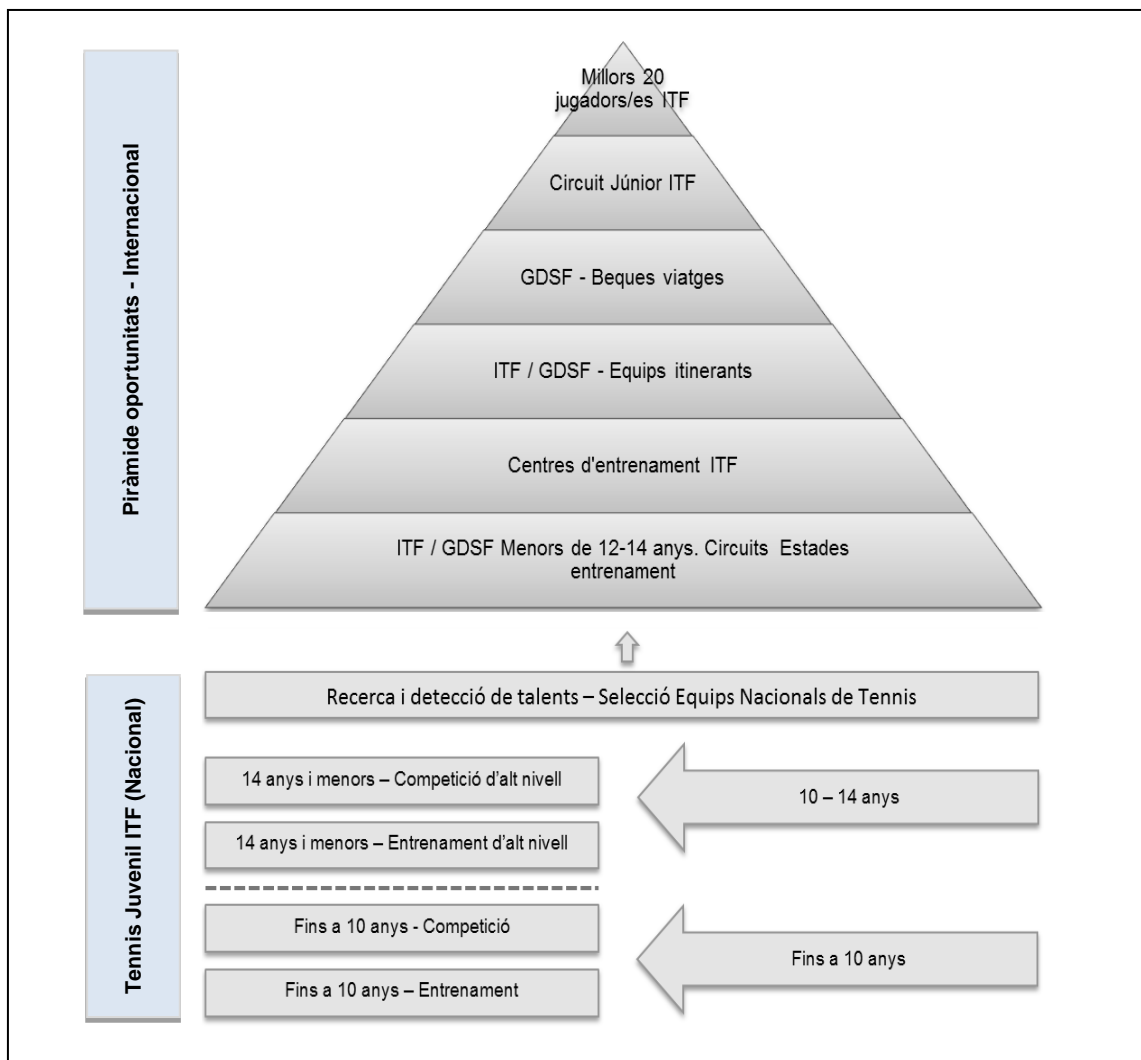 Piràmide oportunitats - Internacional
Millors 20
jugadors/es ITF
Circuit Júnior ITF
GDSF - Beques viatges
ITF / GDSF - Equips itinerants
Centres d'entrenament ITF
ITF / GDSF Menors de 12-14 anys. Circuits Estades
entrenament
Tennis Juvenil ITF (Nacional)
Recerca i detecció de talents – Selecció Equips Nacionals de Tennis
14 anys i menors – Competició d’alt nivell
10 – 14 anys
14 anys i menors – Entrenament d’alt nivell
Fins a 10 anys - Competició
Fins a 10 anys
Fins a 10 anys – Entrenament